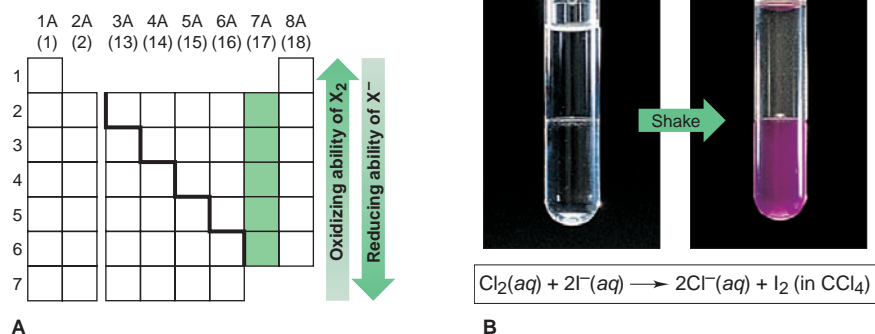 1A 2A 3A 4A 5A 6A 7A 8A
(1) (2) (13) (14) (15) (16) (17) (18)
1
2
3
4
5
6
7
Oxidizing ability of X₂
Reducing ability of X⁻
A
Shake
Cl₂(aq) + 2I⁻(aq) ⟶ 2Cl⁻(aq) + I₂ (in CCl₄)
B